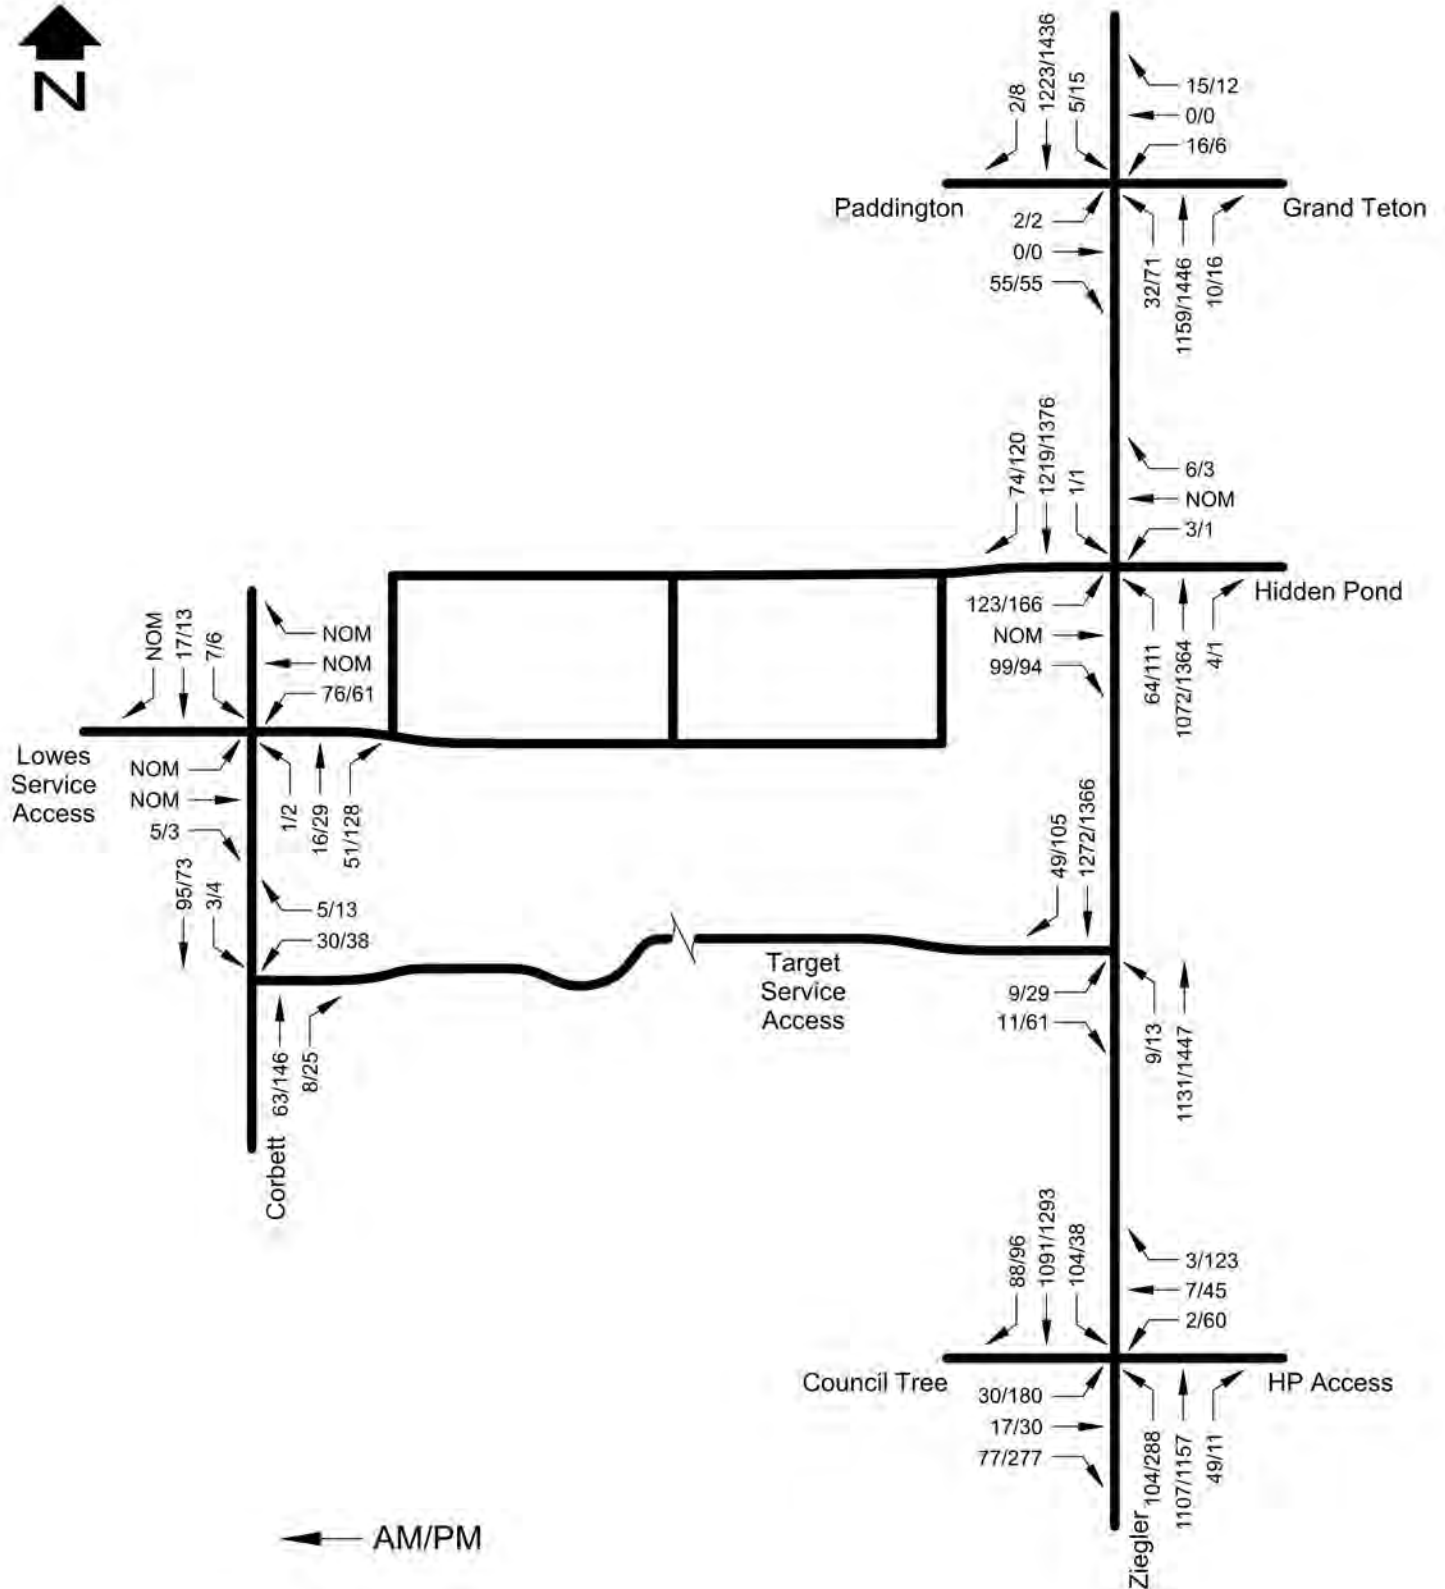 N
2/8
1223/1436
5/15
15/12
0/0
16/6
Paddington
Grand Teton
2/2
0/0
55/55
32/71
1159/1446
10/16
74/120
1219/1376
1/1
6/3
NOM
3/1
Hidden Pond
123/166
NOM
99/94
64/111
1072/1364
4/1
NOM
17/13
7/6
NOM
NOM
76/61
Lowes
Service
Access
NOM
NOM
5/3
1/2
16/29
51/128
95/73
3/4
5/13
30/38
63/146
8/25
Corbett
Target
Service
Access
49/105
1272/1366
9/29
11/61
9/13
1131/1447
88/96
1091/1293
104/38
3/123
7/45
2/60
Council Tree
HP Access
30/180
17/30
77/277
104/288
1107/1157
49/11
Ziegler
AM/PM